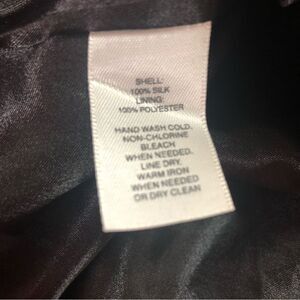 SHELL:
100% SILK
LINING:
100% POLYESTER
HAND WASH COLD.
NON-CHLORINE
BLEACH
WHEN NEEDED.
LINE DRY.
WARM IRON
WHEN NEEDED
OR DRY CLEAN